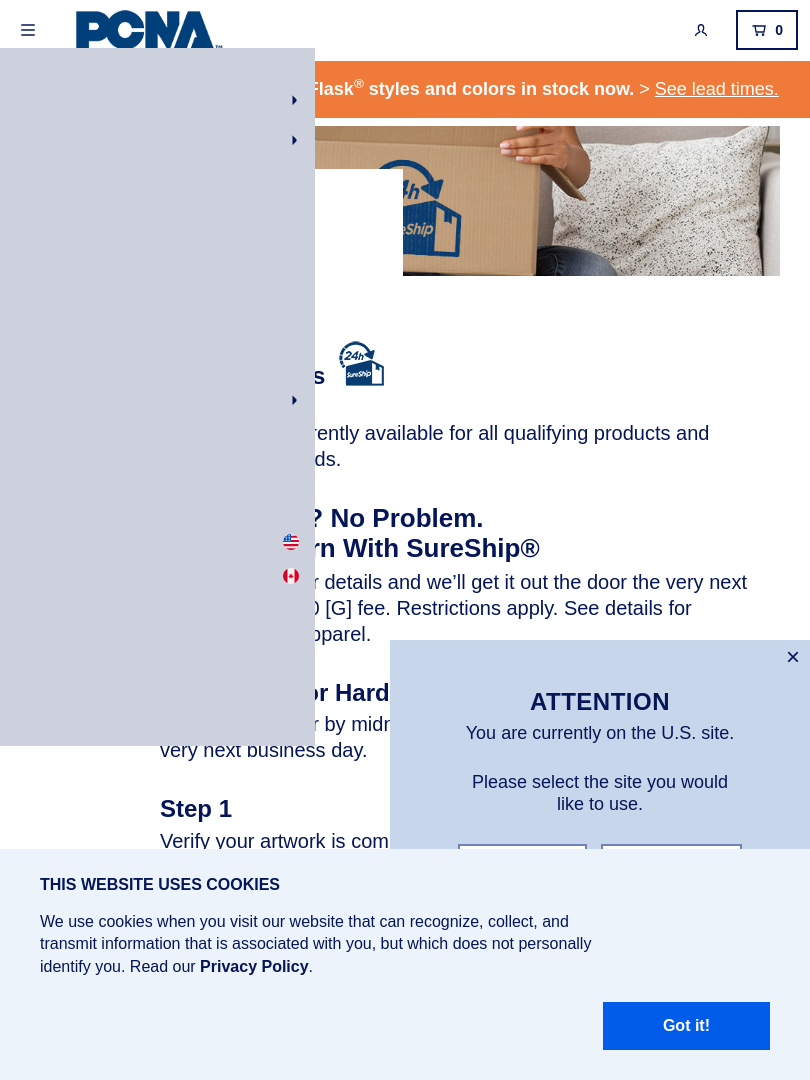 PCNA™
0
Flask® styles and colors in stock now. > See lead times.
24h
SureShip
s
24h SureShip
rently available for all qualifying products and
ds.
? No Problem.
rn With SureShip®
r details and we’ll get it out the door the very next
0 [G] fee. Restrictions apply. See details for
pparel.
or Hard
r by midn
very next business day.
Step 1
Verify your artwork is com
×
ATTENTION
You are currently on the U.S. site.
Please select the site you would
like to use.
THIS WEBSITE USES COOKIES
We use cookies when you visit our website that can recognize, collect, and
transmit information that is associated with you, but which does not personally
identify you. Read our Privacy Policy.
Got it!